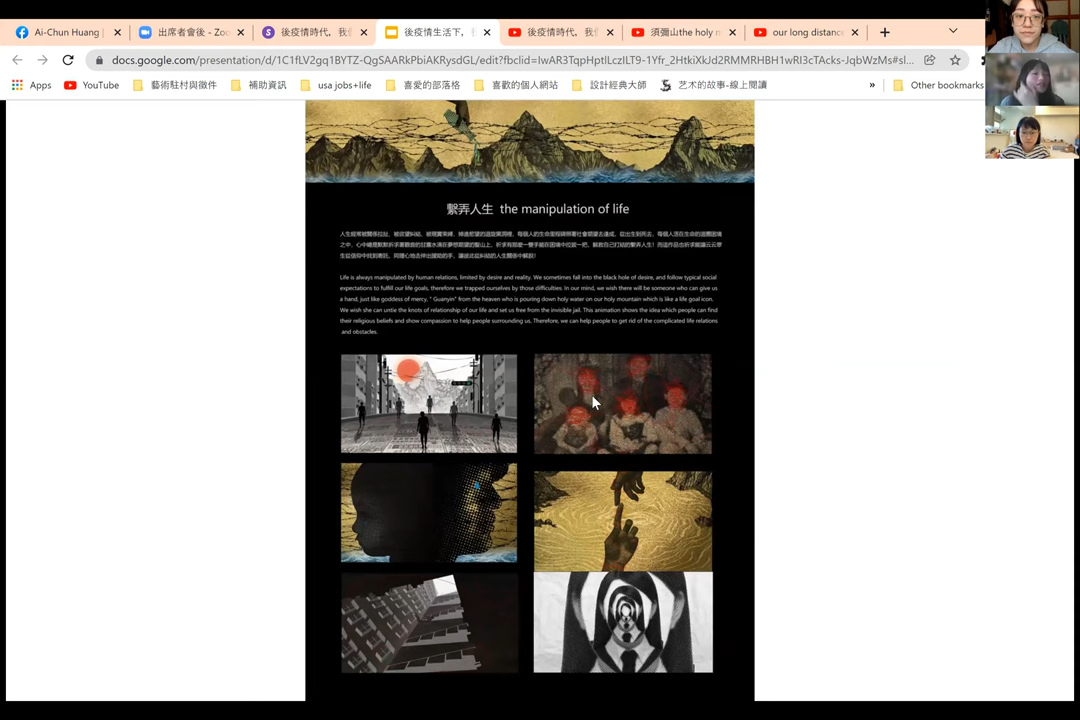 Ai-Chun Huang
出席者會後 - Zoo
後疫情時代，我們
後疫情生活下，
後疫情時代，我們
須彌山the holy m
our long distanc
docs.google.com/presentation/d/1C1fLV2gq1BYTZ-QgSAARkPbiAKRysdGL/edit?fbclid=IwAR3TqpHptlLczILT9-1Yfr_2HtkiXkJd2RMMRHBH1wRI3cTAcks-JqbWzMs#sl...
Apps
YouTube
藝術駐村與徵件
補助資訊
usa jobs+life
喜愛的部落格
喜歡的個人網站
設計經典大師
艺术的故事-線上閱讀
»
Other bookmarks
繫弄人生 the manipulation of life
Life is always manipulated by human relations, limited by desire and reality. We sometimes fall into the black hole of desire, and follow typical social
expectations to fulfill our life goals, therefore we trapped ourselves by those difficulties. In our mind, we wish there will be someone who can give us
a hand, just like goddess of mercy, " Guanyin" from the heaven who is pouring down holy water on our holy mountain which is like a life goal icon.
We wish she can untie the knots of relationship of our life and set us free from the invisible jail. This animation shows the idea which people can find
their religious beliefs and show compassion to help people surrounding us. Therefore, we can help people to get rid of the complicated life relations
and obstacles.